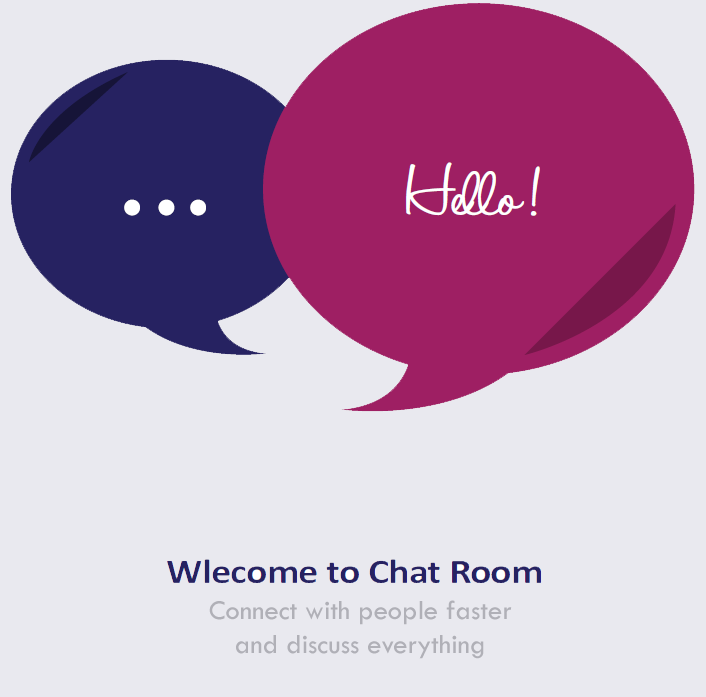 Hello!
Wlecome to Chat Room
Connect with people faster
and discuss everything